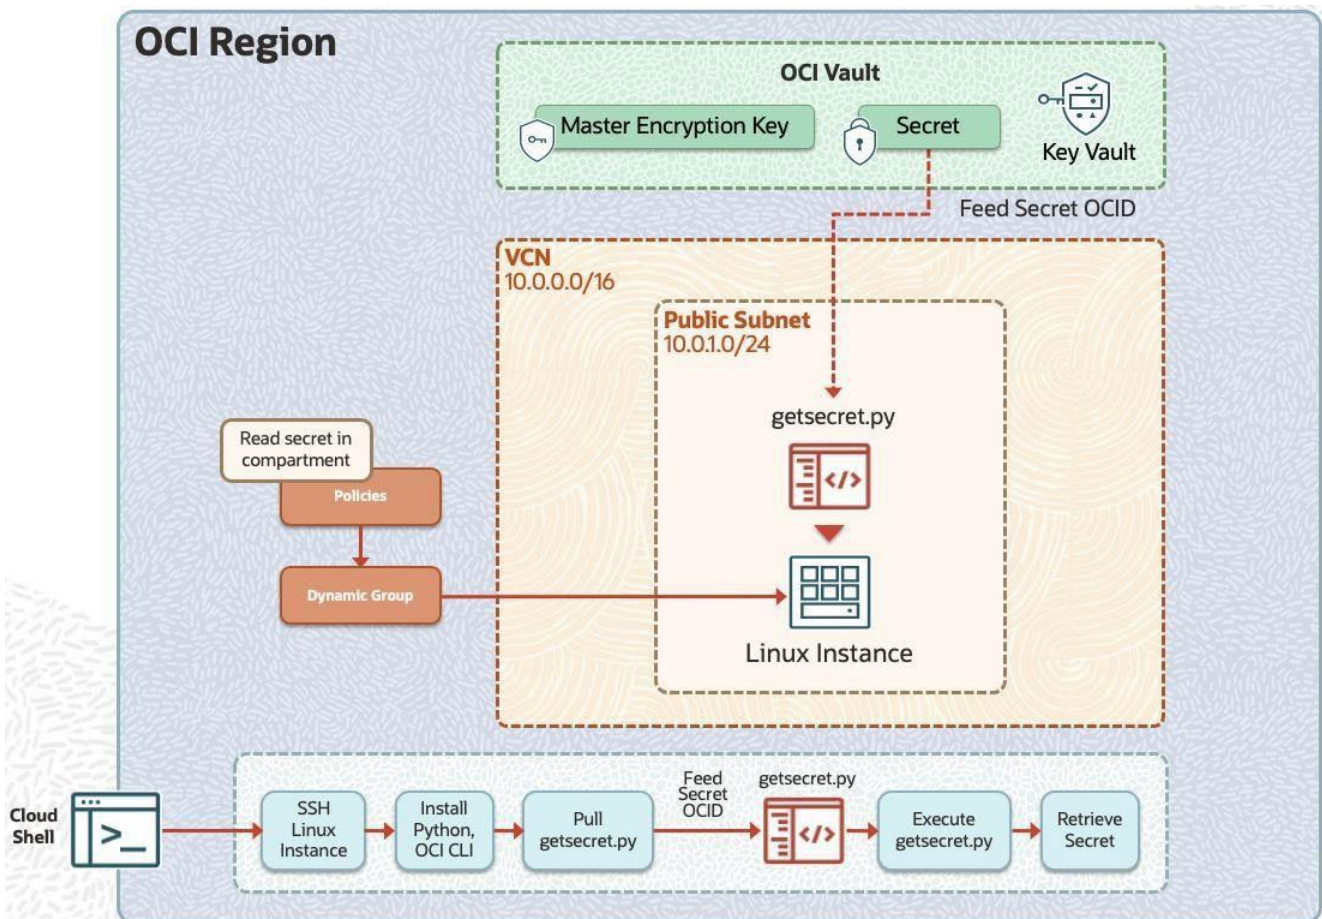 OCI Region
OCI Vault
Master Encryption Key
Secret
Key Vault
Feed Secret OCID
VCN
10.0.0.0/16
Public Subnet
10.0.1.0/24
getsecret.py
</>
Read secret in
compartment
Policies
Dynamic Group
Linux Instance
Cloud
Shell
>_
SSH
Linux
Instance
Install
Python,
OCI CLI
Pull
getsecret.py
Feed
Secret
OCID
getsecret.py
</>
Execute
getsecret.py
Retrieve
Secret